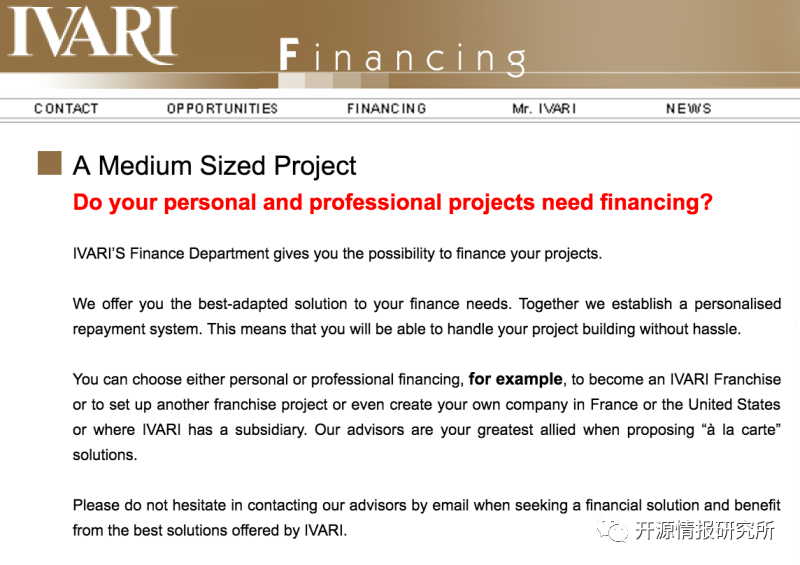 IVARI
Financing
CONTACT OPPORTUNITIES FINANCING Mr. IVARI NEWS
A Medium Sized Project
Do your personal and professional projects need financing?
IVARI'S Finance Department gives you the possibility to finance your projects.
We offer you the best-adapted solution to your finance needs. Together we establish a personalised
repayment system. This means that you will be able to handle your project building without hassle.
You can choose either personal or professional financing, for example, to become an IVARI Franchise
or to set up another franchise project or even create your own company in France or the United States
or where IVARI has a subsidiary. Our advisors are your greatest allied when proposing “à la carte”
solutions.
Please do not hesitate in contacting our advisors by email when seeking a financial solution and benefit
from the best solutions offered by IVARI.
开源情报研究所